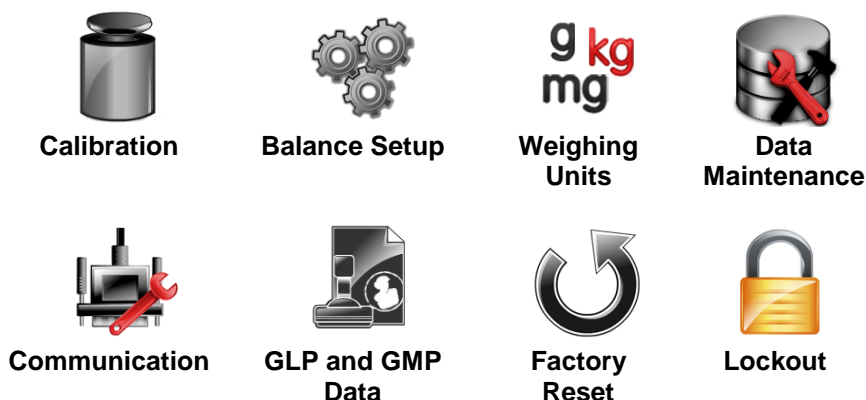 g kg
mg
Calibration
Balance Setup
Weighing
Units
Data
Maintenance
Communication
GLP and GMP
Data
Factory
Reset
Lockout